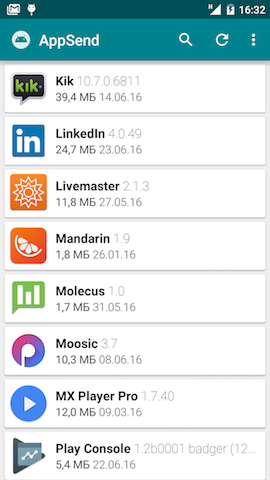 16:32
AppSend
kik.
Kik 10.7.0.6811
39,4 МБ 14.06.16
in
LinkedIn 4.0.49
24,7 МБ 23.06.16
Livemaster 2.1.3
11,8 МБ 27.05.16
Mandarin 1.9
1,8 МБ 26.01.16
Molecus 1.0
1,7 МБ 31.05.16
Moosic 3.7
10,3 МБ 08.06.16
MX Player Pro 1.7.40
12,0 МБ 09.03.16
Play Console 1.2b0001 badger (12...
5,4 МБ 22.06.16